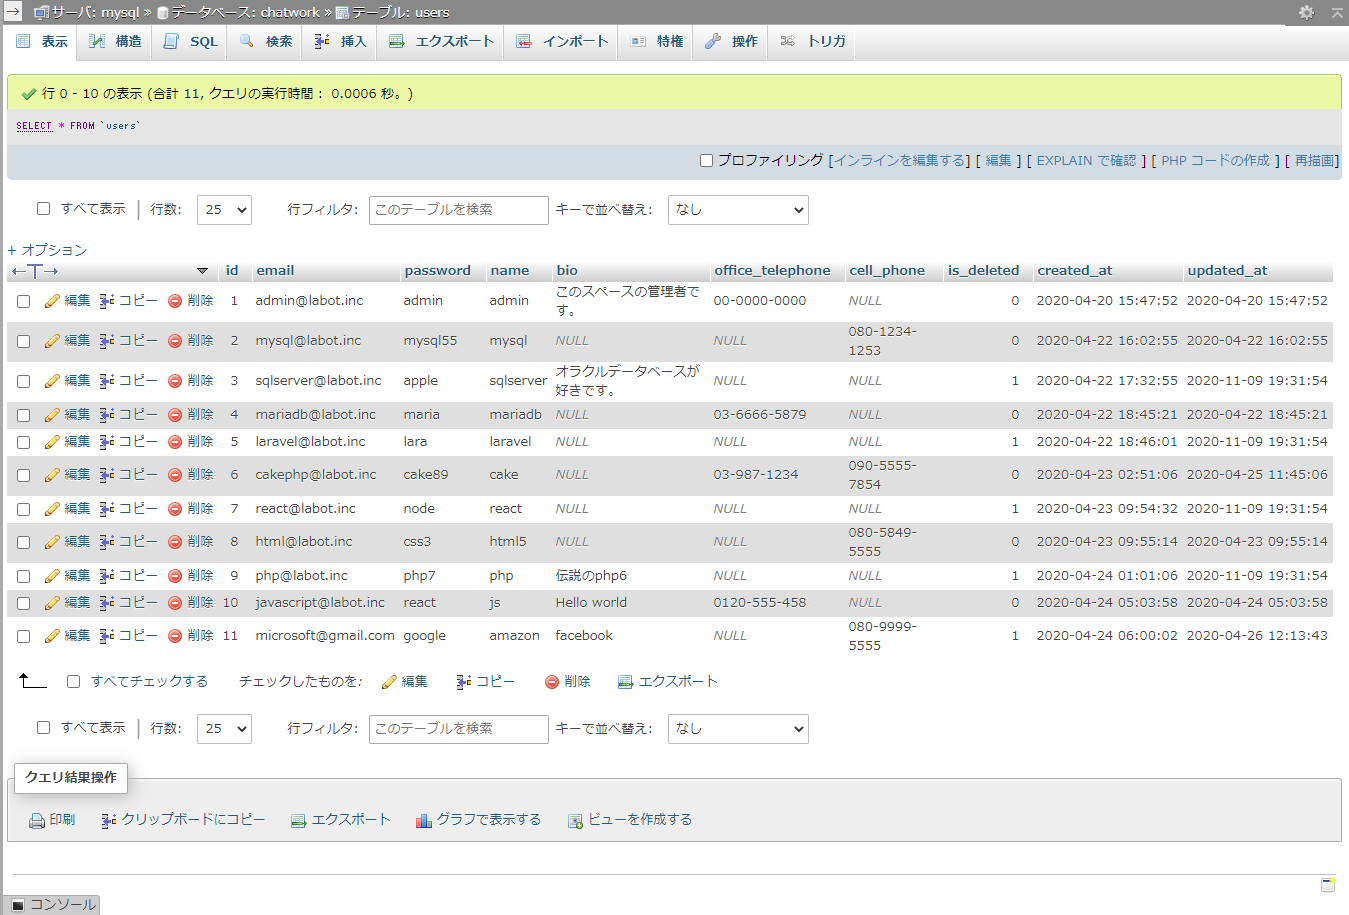 サーバ: mysql » データベース: chatwork » テーブル: users
表示 構造 SQL 検索 挿入 エクスポート インポート 特権 操作 トリガ
行 0 - 10 の表示 (合計 11, クエリの実行時間： 0.0006 秒。)
SELECT * FROM `users`
プロファイリング [インラインを編集する] [ 編集 ] [ EXPLAIN で確認 ] [ PHP コードの作成 ] [ 再描画]
すべて表示 | 行数: 25 行フィルタ: このテーブルを検索 キーで並べ替え: なし
+ オプション
←T→ id email password name bio office_telephone cell_phone is_deleted created_at updated_at
編集 コピー 削除 1 admin@labot.inc admin admin このスペースの管理者で 00-0000-0000 NULL 0 2020-04-20 15:47:52 2020-04-20 15:47:52
す。
編集 コピー 削除 2 mysql@labot.inc mysql55 mysql NULL NULL 080-1234- 0 2020-04-22 16:02:55 2020-04-22 16:02:55
1253
編集 コピー 削除 3 sqlserver@labot.inc apple sqlserver オラクルデータベースが NULL NULL 1 2020-04-22 17:32:55 2020-11-09 19:31:54
好きです。
編集 コピー 削除 4 mariadb@labot.inc maria mariadb NULL 03-6666-5879 NULL 0 2020-04-22 18:45:21 2020-04-22 18:45:21
編集 コピー 削除 5 laravel@labot.inc lara laravel NULL NULL NULL 1 2020-04-22 18:46:01 2020-11-09 19:31:54
編集 コピー 削除 6 cakephp@labot.inc cake89 cake NULL 03-987-1234 090-5555- 0 2020-04-23 02:51:06 2020-04-25 11:45:06
7854
編集 コピー 削除 7 react@labot.inc node react NULL NULL NULL 1 2020-04-23 09:54:32 2020-11-09 19:31:54
編集 コピー 削除 8 html@labot.inc css3 html5 NULL NULL 080-5849- 0 2020-04-23 09:55:14 2020-04-23 09:55:14
5555
編集 コピー 削除 9 php@labot.inc php7 php 伝説のphp6 NULL NULL 1 2020-04-24 01:01:06 2020-11-09 19:31:54
編集 コピー 削除 10 javascript@labot.inc react js Hello world 0120-555-458 NULL 0 2020-04-24 05:03:58 2020-04-24 05:03:58
編集 コピー 削除 11 microsoft@gmail.com google amazon facebook NULL 080-9999- 1 2020-04-24 06:00:02 2020-04-26 12:13:43
5555
すべてチェックする チェックしたものを: 編集 コピー 削除 エクスポート
すべて表示 | 行数: 25 行フィルタ: このテーブルを検索 キーで並べ替え: なし
クエリ結果操作
印刷 クリップボードにコピー エクスポート グラフで表示する ビューを作成する
コンソール